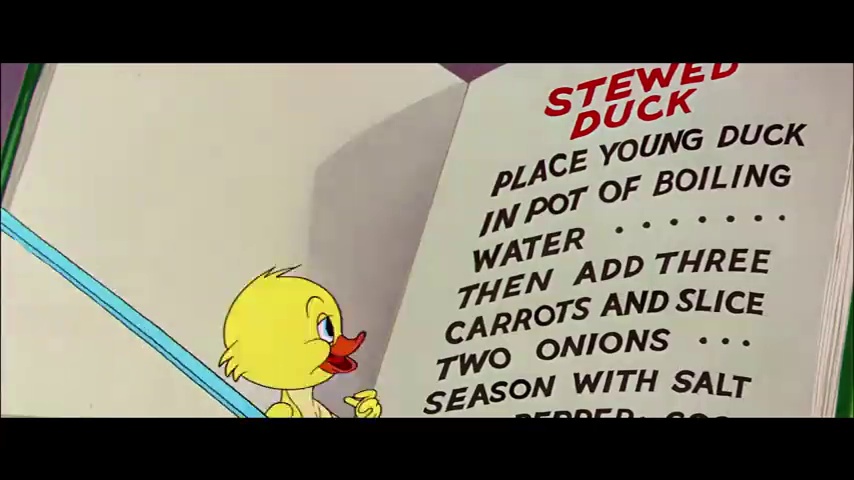 STEWED
DUCK
PLACE YOUNG DUCK
IN POT OF BOILING
WATER . . . . . . .
THEN ADD THREE
CARROTS AND SLICE
TWO ONIONS . . .
SEASON WITH SALT
PEPPER: